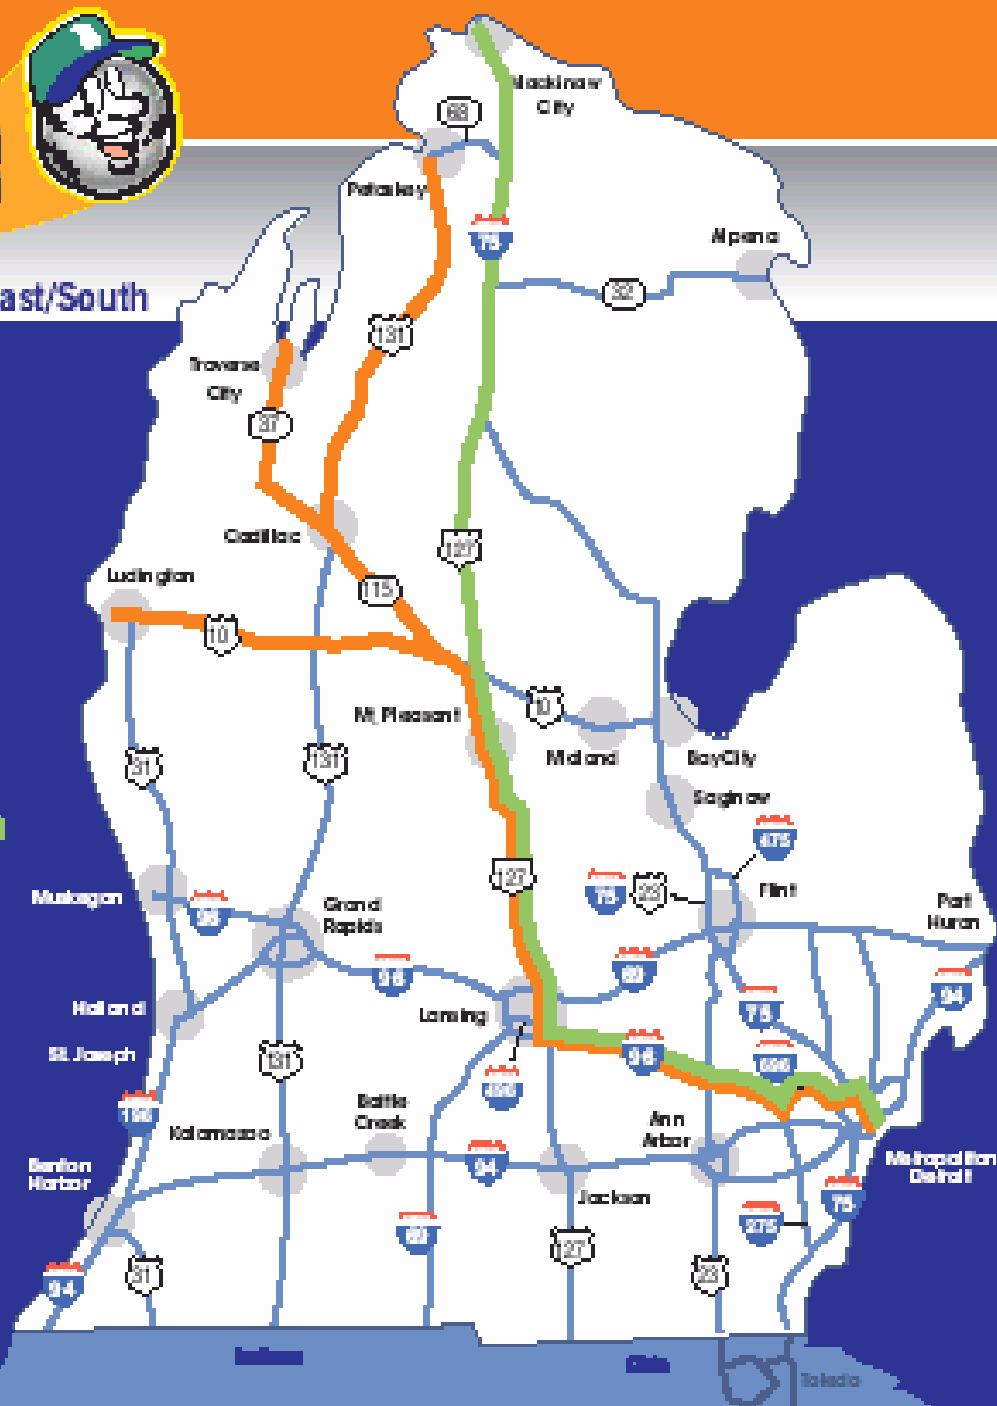 Mackinaw
City
68
Petoskey
75
Alpena
ast/South
32
131
Traverse
City
37
Cadillac
127
Ludington
115
10
Mt. Pleasant
10
Midland
BayCity
31
131
Saginaw
475
127
75
23
Flint
Muskegon
96
Grand
Rapids
Port
Huron
96
69
94
Holland
Lansing
75
St. Joseph
131
96
696
496
196
Battle
Creek
Ann
Arbor
Kalamazoo
94
Benton
Harbor
Metropolitan
Detroit
Jackson
75
69
275
127
31
94
23
Indiana
Ohio
Toledo